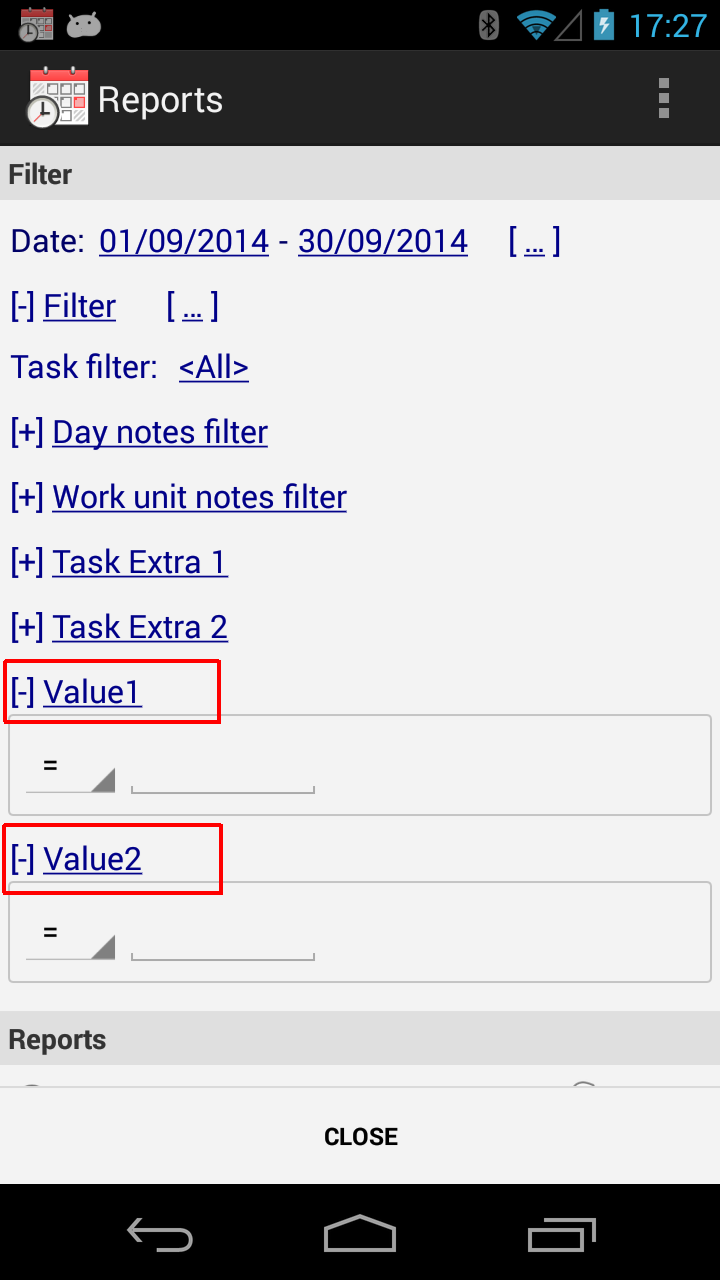 17:27
Reports
Filter
Date: 01/09/2014 - 30/09/2014 [ ... ]
[-] Filter [ ... ]
Task filter: <All>
[+] Day notes filter
[+] Work unit notes filter
[+] Task Extra 1
[+] Task Extra 2
[-] Value1
=
[-] Value2
=
Reports
CLOSE